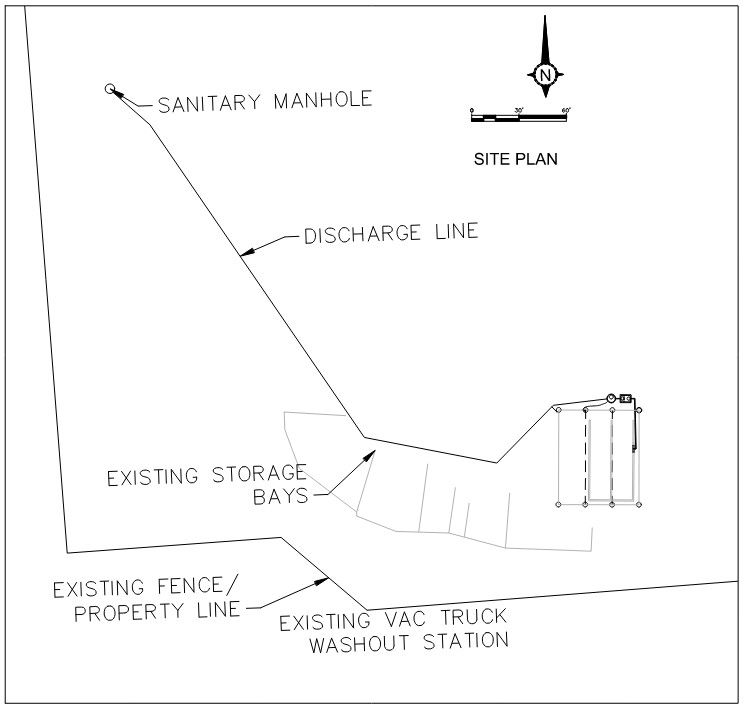 N
0 30' 60'
SITE PLAN
SANITARY MANHOLE
DISCHARGE LINE
EXISTING STORAGE
BAYS
EXISTING FENCE/
PROPERTY LINE
EXISTING VAC TRUCK
WASHOUT STATION